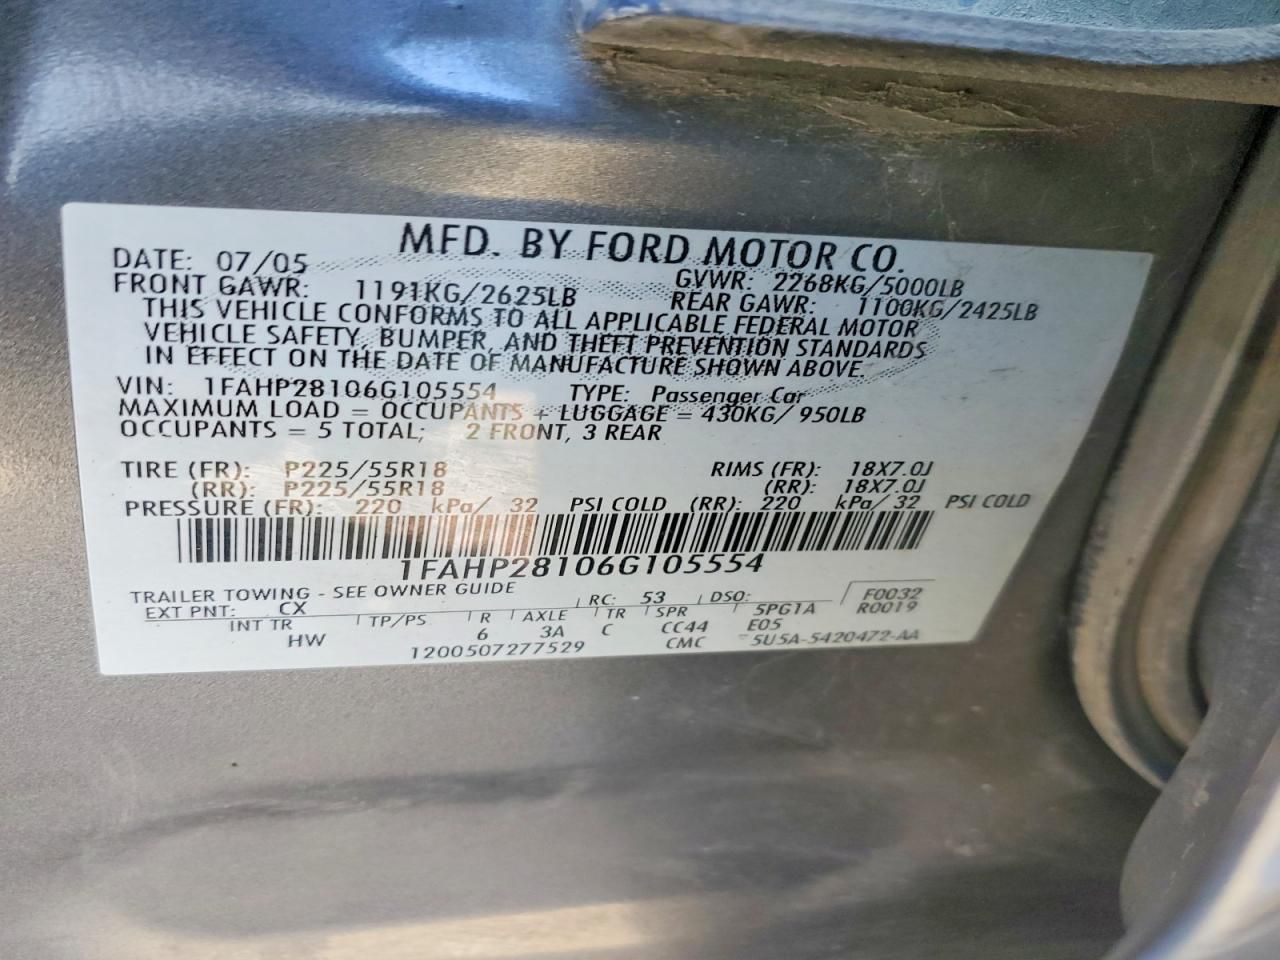 MFD. BY FORD MOTOR CO.
DATE: 07/05 GVWR: 2268KG/5000LB
FRONT GAWR: 1191KG/2625LB REAR GAWR: 1100KG/2425LB
THIS VEHICLE CONFORMS TO ALL APPLICABLE FEDERAL MOTOR
VEHICLE SAFETY, BUMPER, AND THEFT PREVENTION STANDARDS
IN EFFECT ON THE DATE OF MANUFACTURE SHOWN ABOVE.
VIN: 1FAHP28106G105554 TYPE: Passenger Car
MAXIMUM LOAD = OCCUPANTS + LUGGAGE = 430KG/ 950LB
OCCUPANTS = 5 TOTAL; 2 FRONT, 3 REAR
TIRE (FR): P225/55R18 RIMS (FR): 18X7.0J
(RR): P225/55R18 (RR): 18X7.0J
PRESSURE (FR): 220 kPa/ 32 PSI COLD (RR): 220 kPa/ 32 PSI COLD
1FAHP28106G105554
TRAILER TOWING - SEE OWNER GUIDE
EXT PNT: CX RC: 53 DSO: F0032
R0019
INT TR TP/PS R AXLE TR SPR 5PG1A
HW 6 3A C CC44 E05
1200507277529 CMC 5U5A-5420472-AA